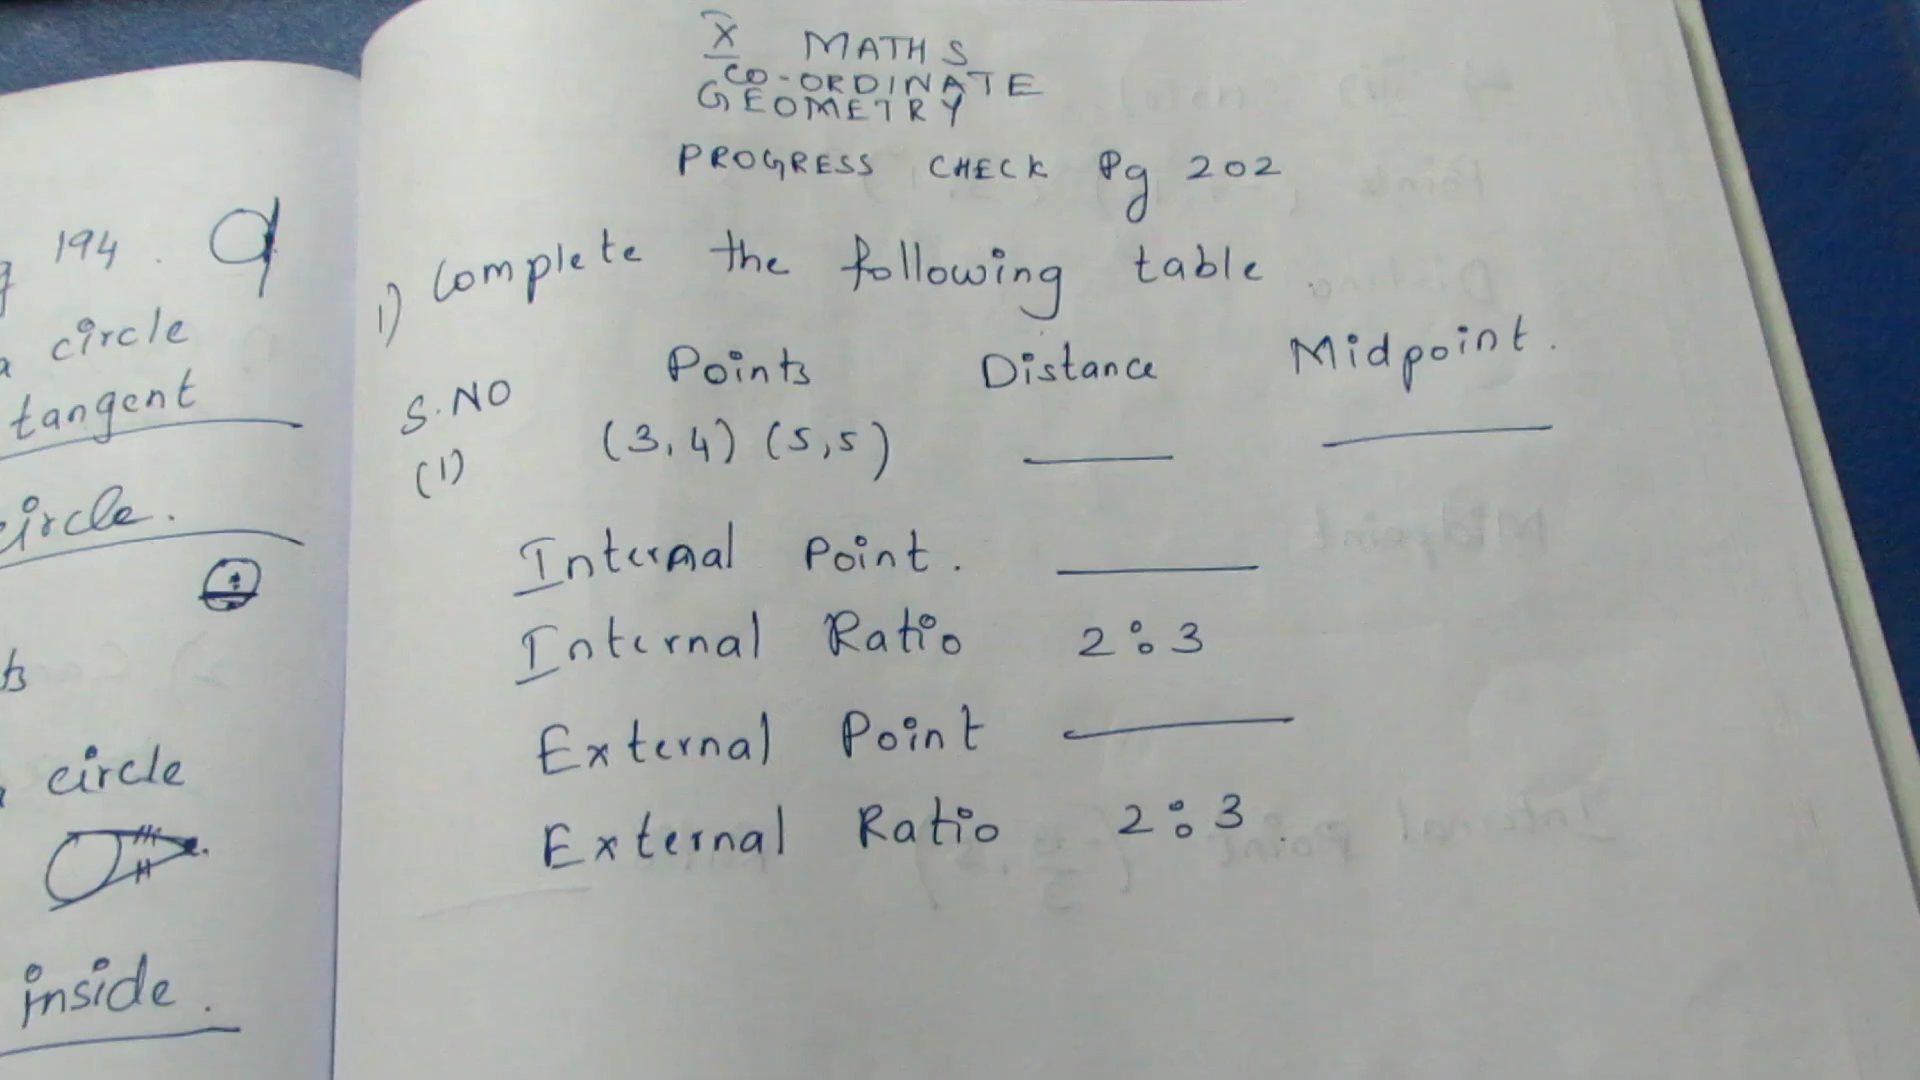 194.
circle
tangent
circle.
circle
inside.
X MATHS
CO-ORDINATE
GEOMETRY
PROGRESS CHECK Pg 202
1) Complete the following table
S.NO Points Distance Midpoint.
(1) (3,4) (5,5)
Internal Point.
Internal Ratio 2:3
External Point
External Ratio 2:3.